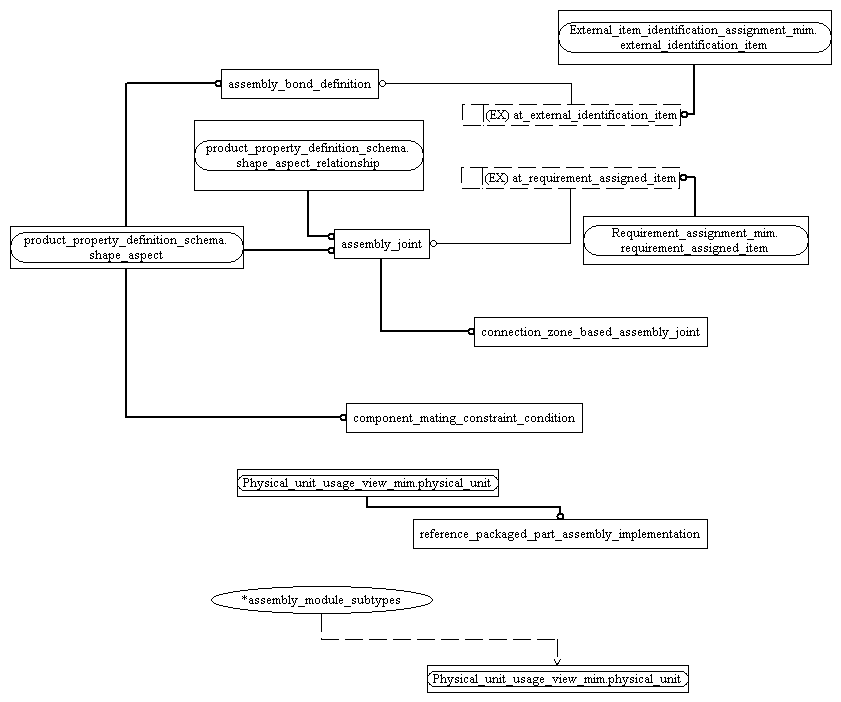 External_item_identification_assignment_mim.
external_identification_item
assembly_bond_definition
(EX) at_external_identification_item
product_property_definition_schema.
shape_aspect_relationship
(EX) at_requirement_assigned_item
product_property_definition_schema.
shape_aspect
assembly_joint
Requirement_assignment_mim.
requirement_assigned_item
connection_zone_based_assembly_joint
component_mating_constraint_condition
Physical_unit_usage_view_mim.physical_unit
reference_packaged_part_assembly_implementation
*assembly_module_subtypes
Physical_unit_usage_view_mim.physical_unit